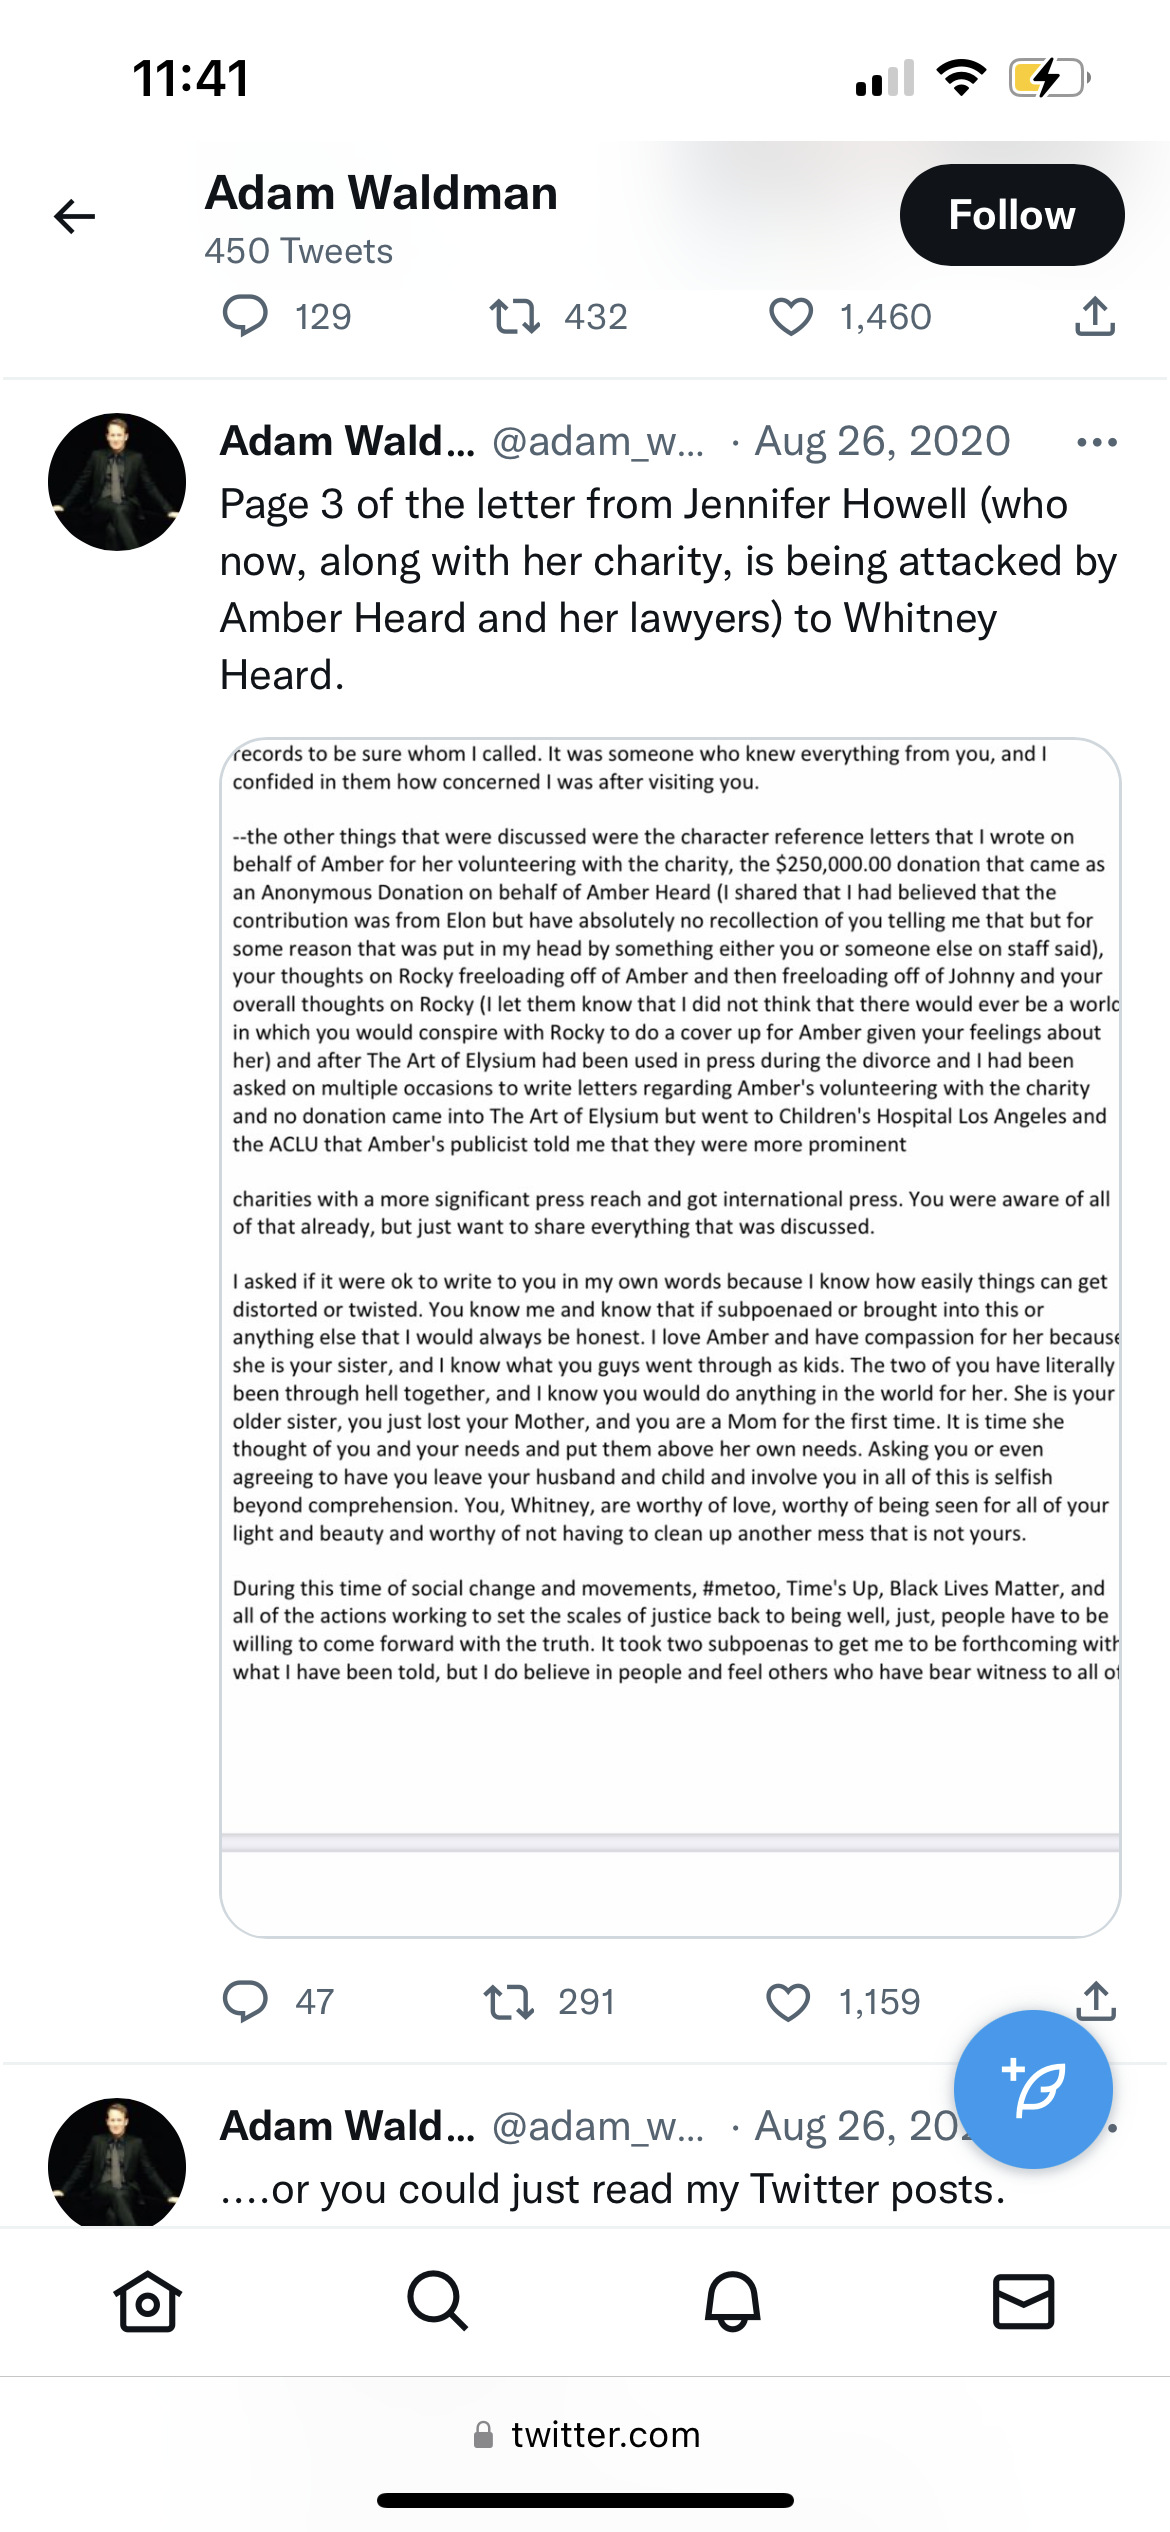 11:41
Adam Waldman
450 Tweets
Follow
129 432 1,460
Adam Wald... @adam_w... · Aug 26, 2020
Page 3 of the letter from Jennifer Howell (who
now, along with her charity, is being attacked by
Amber Heard and her lawyers) to Whitney
Heard.
records to be sure whom I called. It was someone who knew everything from you, and I
confided in them how concerned I was after visiting you.
--the other things that were discussed were the character reference letters that I wrote on
behalf of Amber for her volunteering with the charity, the $250,000.00 donation that came as
an Anonymous Donation on behalf of Amber Heard (I shared that I had believed that the
contribution was from Elon but have absolutely no recollection of you telling me that but for
some reason that was put in my head by something either you or someone else on staff said),
your thoughts on Rocky freeloading off of Amber and then freeloading off of Johnny and your
overall thoughts on Rocky (I let them know that I did not think that there would ever be a world
in which you would conspire with Rocky to do a cover up for Amber given your feelings about
her) and after The Art of Elysium had been used in press during the divorce and I had been
asked on multiple occasions to write letters regarding Amber's volunteering with the charity
and no donation came into The Art of Elysium but went to Children's Hospital Los Angeles and
the ACLU that Amber's publicist told me that they were more prominent
charities with a more significant press reach and got international press. You were aware of all
of that already, but just want to share everything that was discussed.
I asked if it were ok to write to you in my own words because I know how easily things can get
distorted or twisted. You know me and know that if subpoenaed or brought into this or
anything else that I would always be honest. I love Amber and have compassion for her because
she is your sister, and I know what you guys went through as kids. The two of you have literally
been through hell together, and I know you would do anything in the world for her. She is your
older sister, you just lost your Mother, and you are a Mom for the first time. It is time she
thought of you and your needs and put them above her own needs. Asking you or even
agreeing to have you leave your husband and child and involve you in all of this is selfish
beyond comprehension. You, Whitney, are worthy of love, worthy of being seen for all of your
light and beauty and worthy of not having to clean up another mess that is not yours.
During this time of social change and movements, #metoo, Time's Up, Black Lives Matter, and
all of the actions working to set the scales of justice back to being well, just, people have to be
willing to come forward with the truth. It took two subpoenas to get me to be forthcoming with
what I have been told, but I do believe in people and feel others who have bear witness to all of
47 291 1,159
Adam Wald... @adam_w... · Aug 26, 20
....or you could just read my Twitter posts.
twitter.com